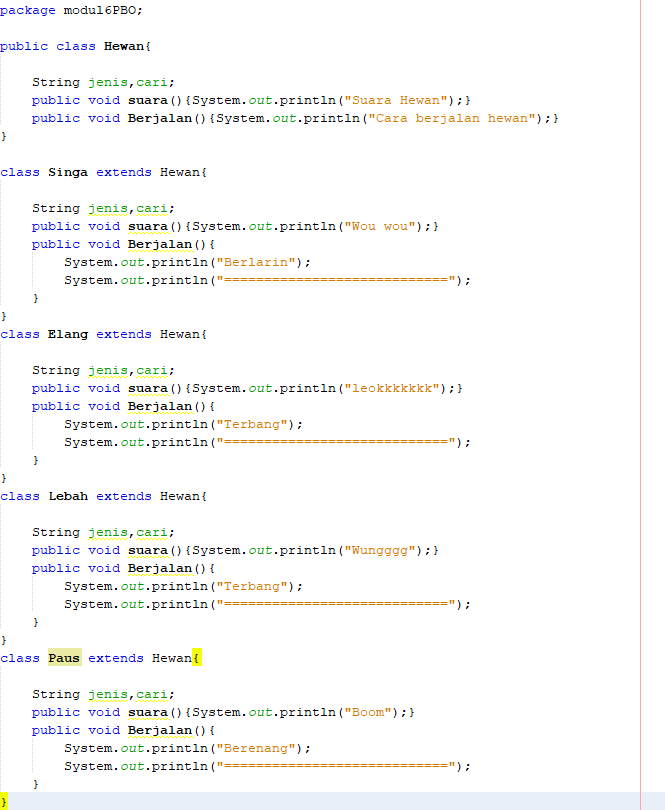 package modul6PBO;
public class Hewan{
    String jenis,cari;
    public void suara(){System.out.println("Suara Hewan");}
    public void Berjalan(){System.out.println("Cara berjalan hewan");}
}
class Singa extends Hewan{
    String jenis,cari;
    public void suara(){System.out.println("Wou wou");}
    public void Berjalan(){
        System.out.println("Berlarin");
        System.out.println("============================");
    }
}
class Elang extends Hewan{
    String jenis,cari;
    public void suara(){System.out.println("leokkkkkkk");}
    public void Berjalan(){
        System.out.println("Terbang");
        System.out.println("============================");
    }
}
class Lebah extends Hewan{
    String jenis,cari;
    public void suara(){System.out.println("Wungggg");}
    public void Berjalan(){
        System.out.println("Terbang");
        System.out.println("============================");
    }
}
class Paus extends Hewan{
    String jenis,cari;
    public void suara(){System.out.println("Boom");}
    public void Berjalan(){
        System.out.println("Berenang");
        System.out.println("============================");
    }
}